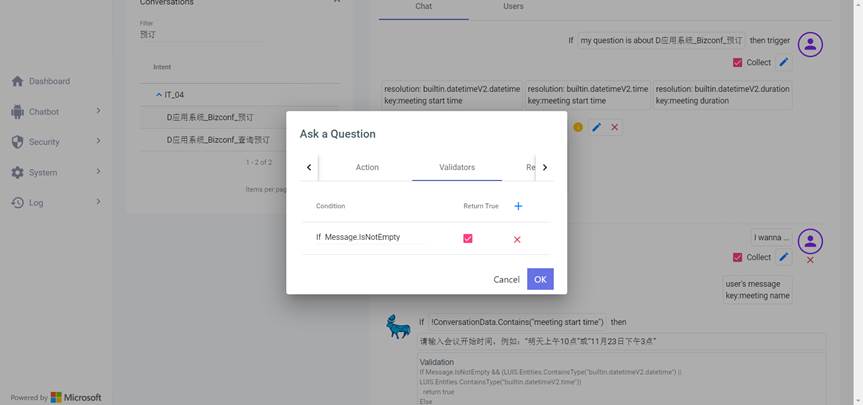 Conversations
Filter
预订
Intent
IT_04
D应用系统_Bizconf_预订
D应用系统_Bizconf_查询预订
1 - 2 of 2
Items per pag
Dashboard
Chatbot
Security
System
Log
Powered by Microsoft
Chat
Users
If my question is about D应用系统_Bizconf_预订 then trigger
Collect
resolution: builtin.datetimeV2.datetime
key:meeting start time
resolution: builtin.datetimeV2.time
key:meeting start time
resolution: builtin.datetimeV2.duration
key:meeting duration
Ask a Question
Action
Validators
Re
Condition
Return True
If Message.IsNotEmpty
Cancel
OK
I wanna ...
Collect
user's message
key:meeting name
If !ConversationData.Contains("meeting start time") then
请输入会议开始时间，例如：“明天上午10点”或“11月23日下午3点”
Validation
If Message.IsNotEmpty && (LUIS.Entities.ContainsType("builtin.datetimeV2.datetime") ||
LUIS.Entities.ContainsType("builtin.datetimeV2.time"))
return true
Else